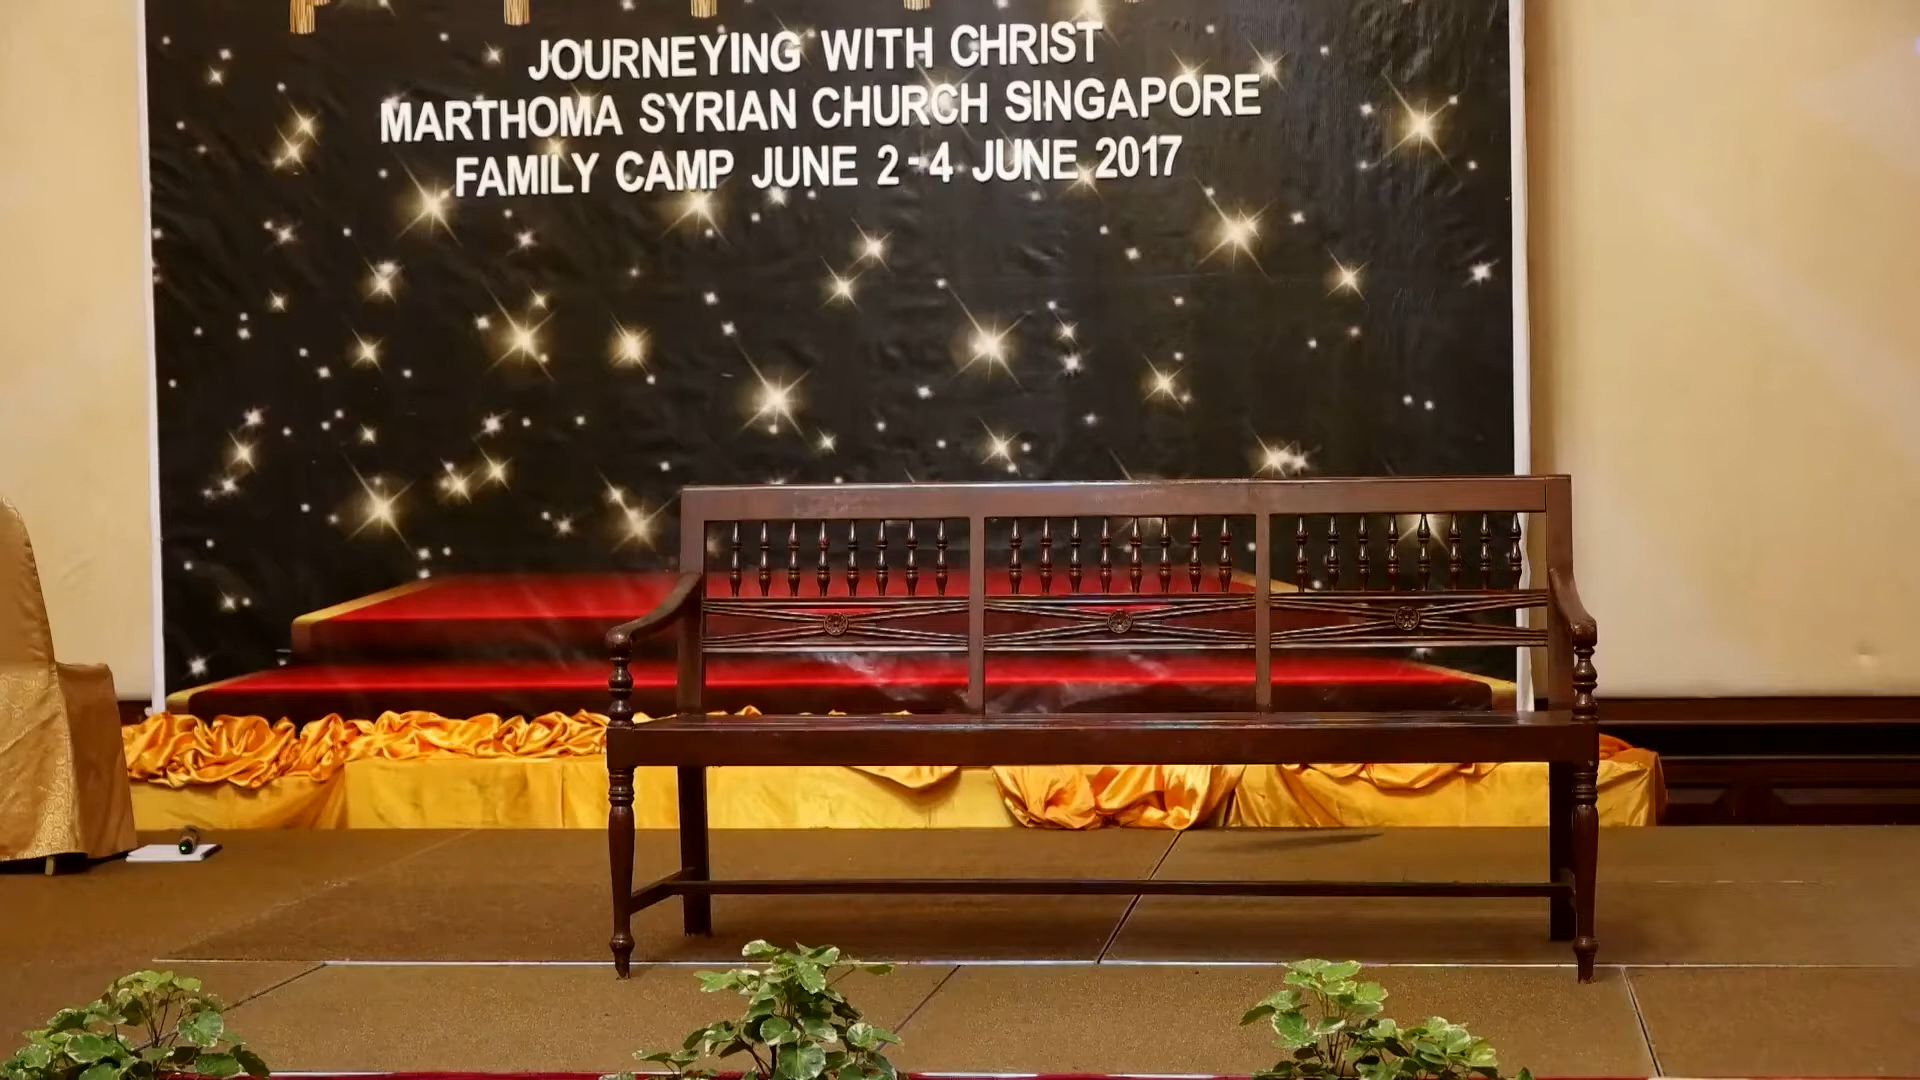 JOURNEYING WITH CHRIST
MARTHOMA SYRIAN CHURCH SINGAPORE
FAMILY CAMP JUNE 2-4 JUNE 2017